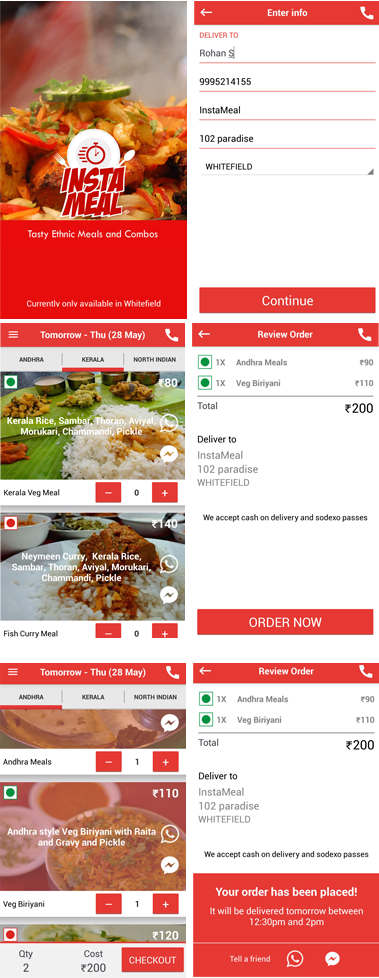 INSTA
MEAL
Tasty Ethnic Meals and Combos
Currently only available in Whitefield
Enter info
DELIVER TO
Rohan S
9995214155
InstaMeal
102 paradise
WHITEFIELD
Continue
Tomorrow - Thu (28 May)
ANDHRA KERALA NORTH INDIAN
₹80
Kerala Rice, Sambar, Thoran, Aviyal,
Morukari, Chammandi, Pickle
Kerala Veg Meal - 0 +
₹140
Neymeen Curry, Kerala Rice,
Sambar, Thoran, Aviyal, Morukari,
Chammandi, Pickle
Fish Curry Meal - 0 +
Review Order
1X Andhra Meals ₹90
1X Veg Biriyani ₹110
Total ₹200
Deliver to
InstaMeal
102 paradise
WHITEFIELD
We accept cash on delivery and sodexo passes
ORDER NOW
Tomorrow - Thu (28 May)
ANDHRA KERALA NORTH INDIAN
Andhra Meals - 1 +
₹110
Andhra style Veg Biriyani with Raita
and Gravy and Pickle
Veg Biriyani - 1 +
₹120
Qty Cost
2 ₹200
CHECKOUT
Review Order
1X Andhra Meals ₹90
1X Veg Biriyani ₹110
Total ₹200
Deliver to
InstaMeal
102 paradise
WHITEFIELD
We accept cash on delivery and sodexo passes
Your order has been placed!
It will be delivered tomorrow between
12:30pm and 2pm
Tell a friend